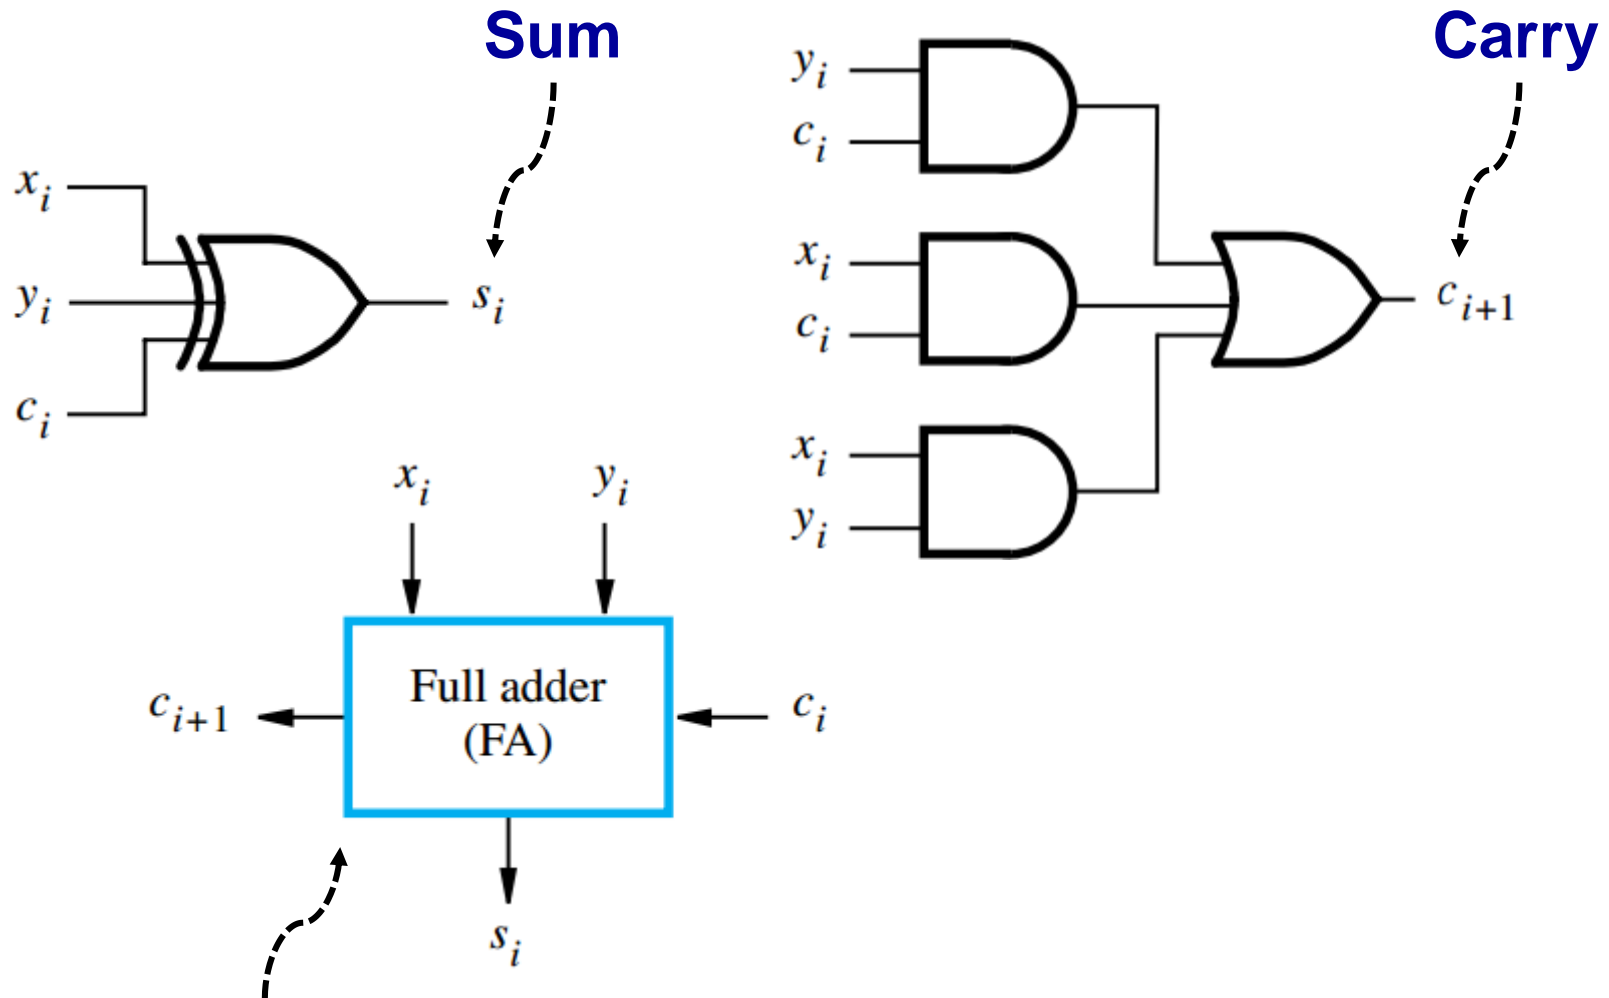 Sum
Carry
x_i
y_i
c_i
s_i
y_i
c_i
x_i
c_i
x_i
y_i
c_{i+1}
x_i y_i
Full adder
(FA)
c_{i+1}
c_i
s_i